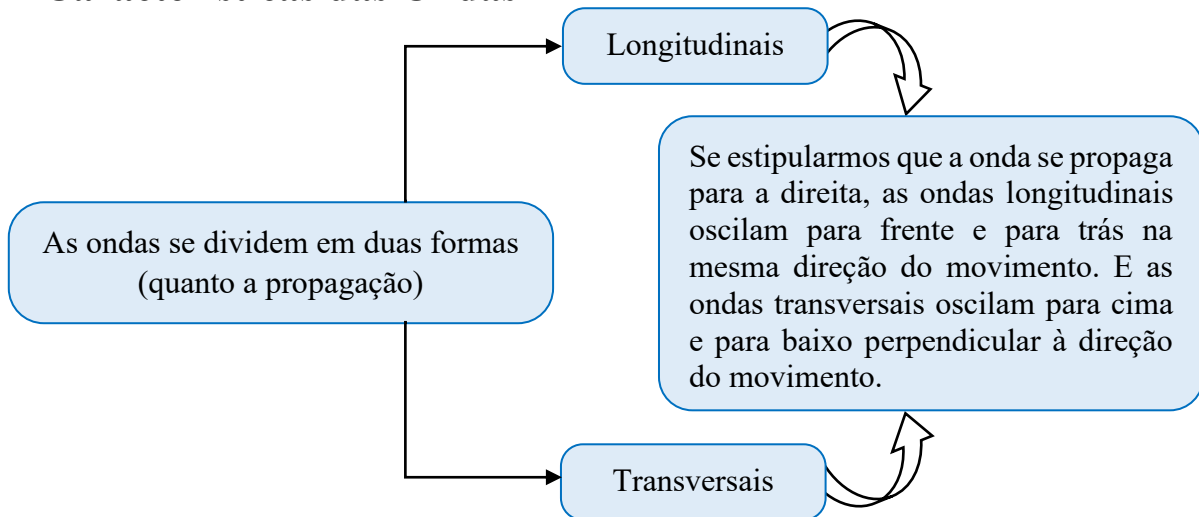 Longitudinais
As ondas se dividem em duas formas
(quanto a propagação)
Se estipularmos que a onda se propaga
para a direita, as ondas longitudinais
oscilam para frente e para trás na
mesma direção do movimento. E as
ondas transversais oscilam para cima
e para baixo perpendicular à direção
do movimento.
Transversais